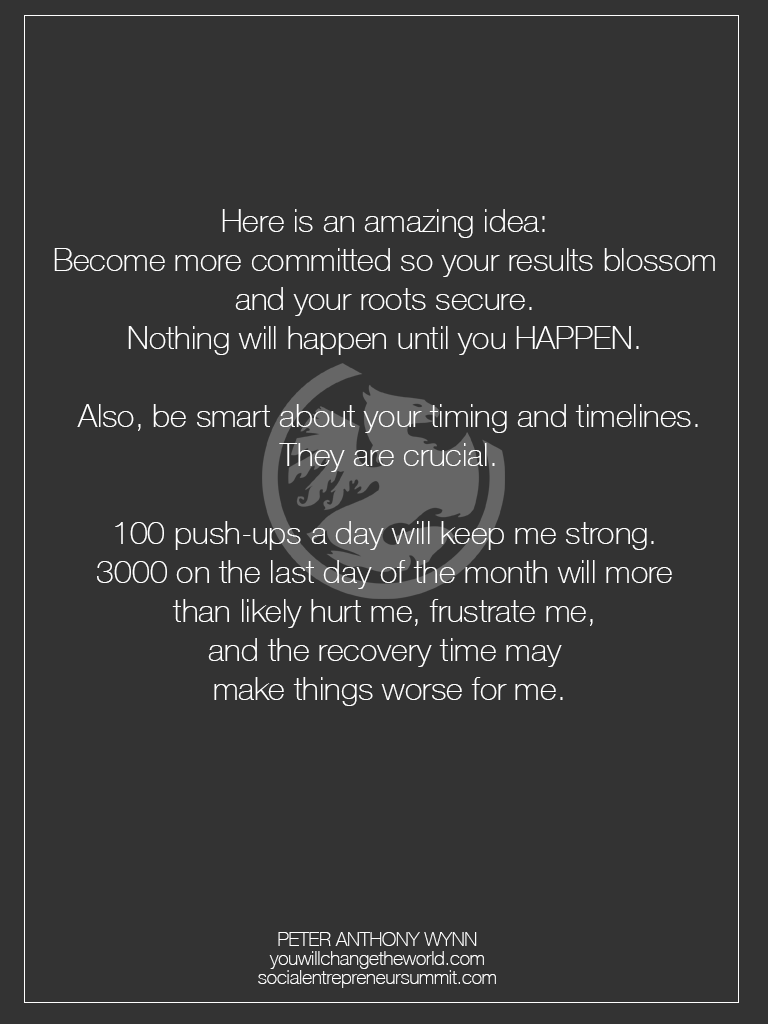 Here is an amazing idea:
Become more committed so your results blossom
and your roots secure.
Nothing will happen until you HAPPEN.
Also, be smart about your timing and timelines.
They are crucial.
100 push-ups a day will keep me strong.
3000 on the last day of the month will more
than likely hurt me, frustrate me,
and the recovery time may
make things worse for me.
PETER ANTHONY WYNN
youwillchangetheworld.com
socialentrepreneursummit.com